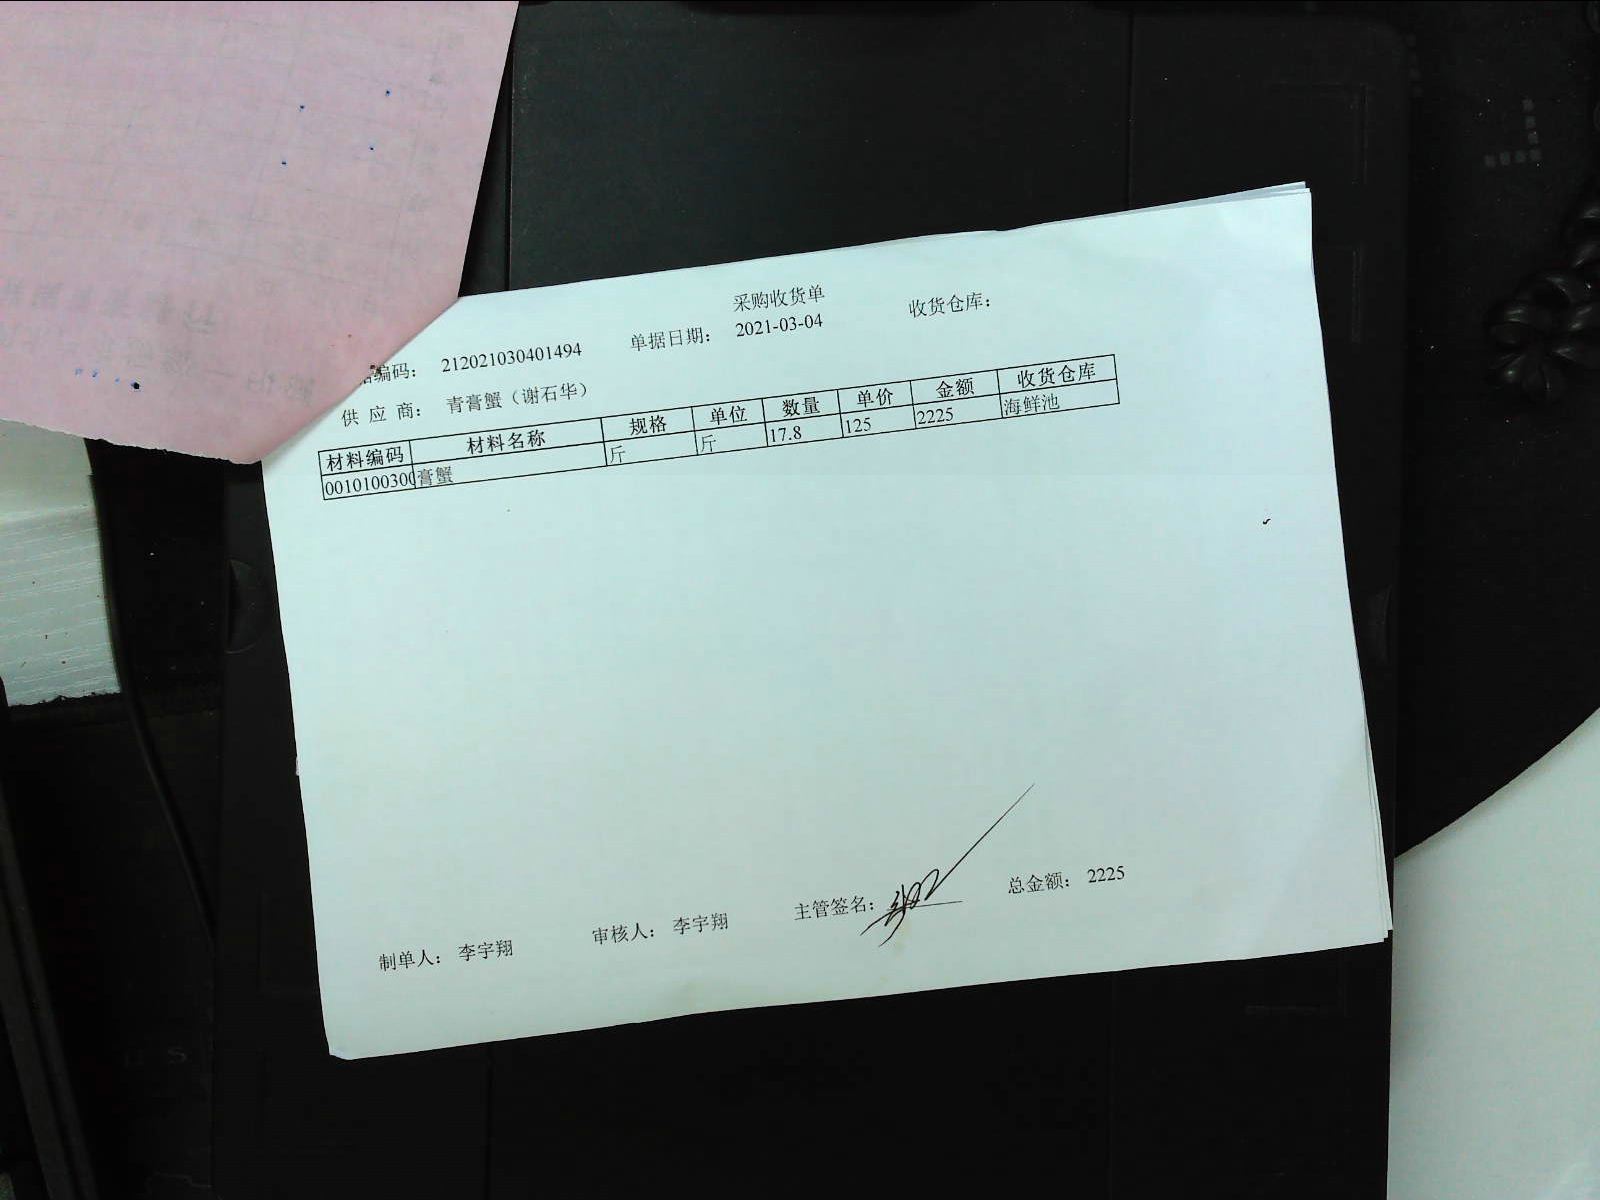 采购收货单
编码： 212021030401494 单据日期： 2021-03-04 收货仓库：
供 应 商： 青膏蟹（谢石华）
材料编码 材料名称 规格 单位 数量 单价 金额 收货仓库
0010100300 膏蟹 斤 斤 17.8 125 2225 海鲜池
制单人： 李宇翔 审核人： 李宇翔 主管签名： 总金额： 2225